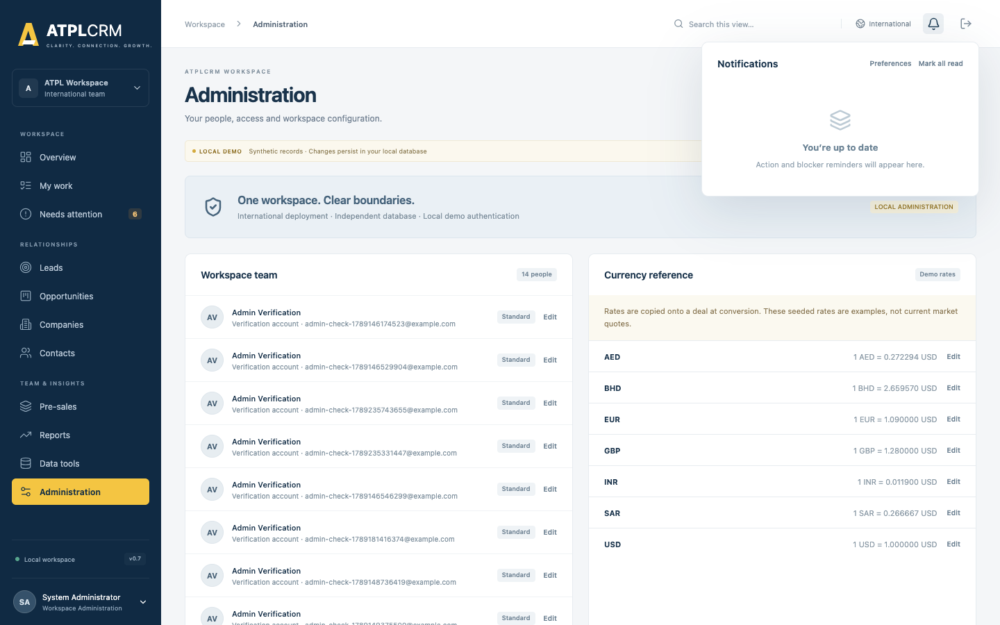 ATPLCRM
CLARITY. CONNECTION. GROWTH.
A
ATPL Workspace
International team
WORKSPACE
Overview
My work
Needs attention
6
RELATIONSHIPS
Leads
Opportunities
Companies
Contacts
TEAM & INSIGHTS
Pre-sales
Reports
Data tools
Administration
Local workspace
v0.7
SA
System Administrator
Workspace Administration
Workspace
Administration
Search this view...
International
Notifications
Preferences
Mark all read
You're up to date
Action and blocker reminders will appear here.
ATPLCRM WORKSPACE
Administration
Your people, access and workspace configuration.
LOCAL DEMO
Synthetic records · Changes persist in your local database
One workspace. Clear boundaries.
International deployment · Independent database · Local demo authentication
LOCAL ADMINISTRATION
Workspace team
14 people
AV
Admin Verification
Verification account · admin-check-1789146174523@example.com
Standard
Edit
AV
Admin Verification
Verification account · admin-check-1789146529904@example.com
Standard
Edit
AV
Admin Verification
Verification account · admin-check-1789235743655@example.com
Standard
Edit
AV
Admin Verification
Verification account · admin-check-1789235331447@example.com
Standard
Edit
AV
Admin Verification
Verification account · admin-check-1789146546299@example.com
Standard
Edit
AV
Admin Verification
Verification account · admin-check-1789181416374@example.com
Standard
Edit
AV
Admin Verification
Verification account · admin-check-1789148736419@example.com
Standard
Edit
AV
Admin Verification
Standard
Edit
Currency reference
Demo rates
Rates are copied onto a deal at conversion. These seeded rates are examples, not current market
quotes.
AED
1 AED = 0.272294 USD
Edit
BHD
1 BHD = 2.659570 USD
Edit
EUR
1 EUR = 1.090000 USD
Edit
GBP
1 GBP = 1.280000 USD
Edit
INR
1 INR = 0.011900 USD
Edit
SAR
1 SAR = 0.266667 USD
Edit
USD
1 USD = 1.000000 USD
Edit